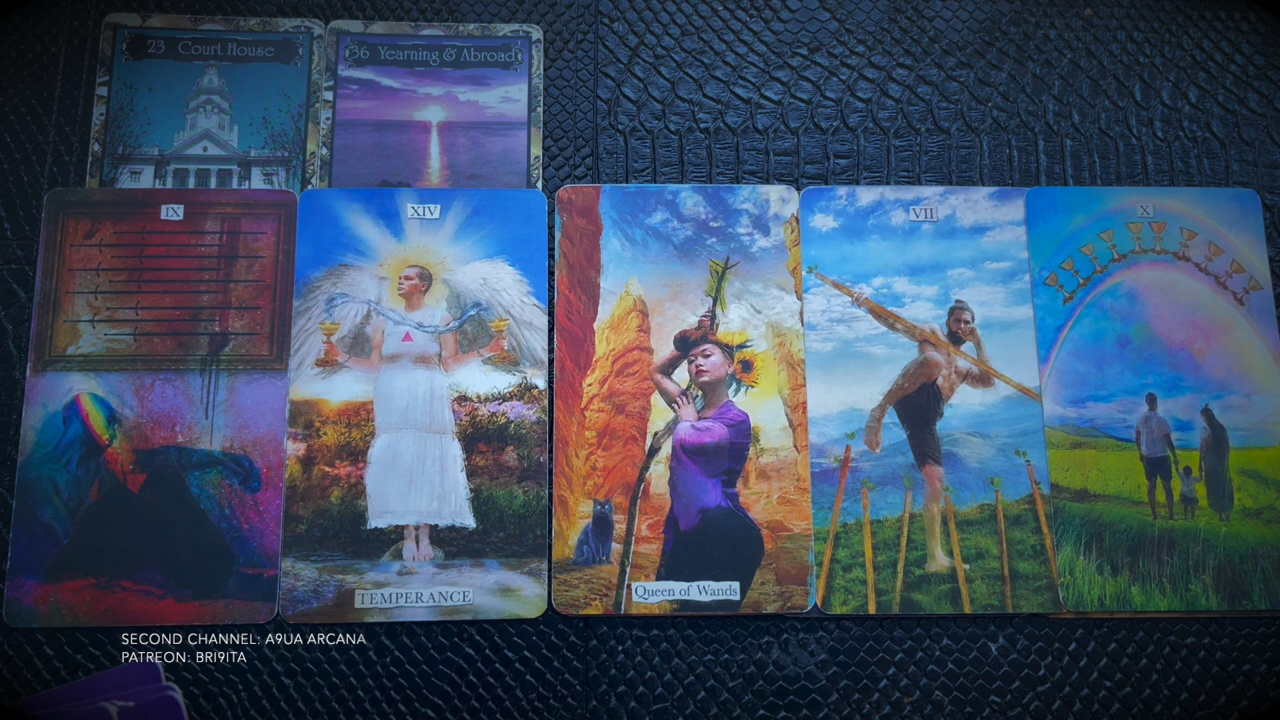 23 Court House
36 Yearning & Abroad
IX
XIV
VII
X
TEMPERANCE
Queen of Wands
SECOND CHANNEL: A9UA ARCANA
PATREON: BRI9ITA